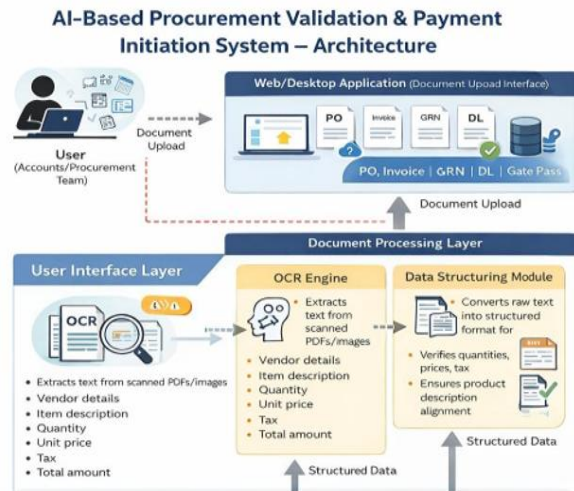 AI-Based Procurement Validation & Payment
Initiation System – Architecture
User
(Accounts/Procurement
Team)
Document
Upload
Web/Desktop Application (Document Upoad Interface)
PO
Invoice
GRN
DL
PO, Invoice | GRN | DL | Gate Pass
Document Upload
Document Processing Layer
User Interface Layer
OCR
• Extracts text from scanned PDFs/images
• Vendor details
• Item description
• Quantity
• Unit price
• Tax
• Total amount
OCR Engine
• Extracts
text from
scanned
PDFs/images
• Vendor details
• Item description
• Quantity
• Unit price
• Tax
• Total amount
Data Structuring Module
• Converts raw text
into structured
format for
• Verifies quantities,
prices, tax
• Ensures product
description
alignment
Structured Data
Structured Data